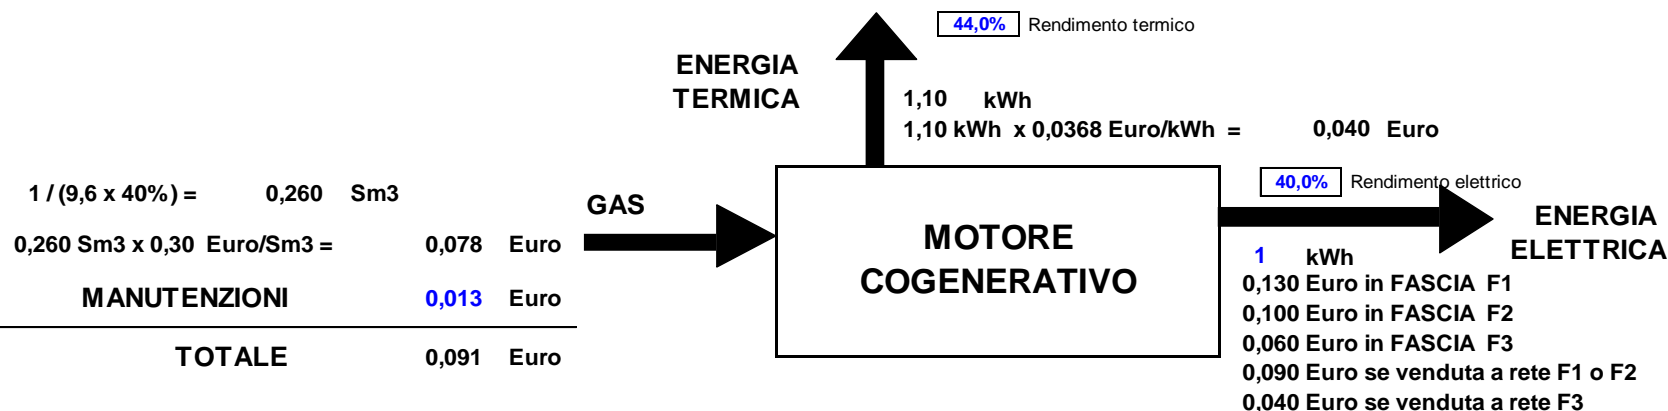 44,0% Rendimento termico
ENERGIA
TERMICA
1,10 kWh
1,10 kWh x 0,0368 Euro/kWh = 0,040 Euro
1 / (9,6 x 40%) = 0,260 Sm3
GAS
0,260 Sm3 x 0,30 Euro/Sm3 = 0,078 Euro
MANUTENZIONI 0,013 Euro
TOTALE 0,091 Euro
MOTORE
COGENERATIVO
40,0% Rendimento elettrico
ENERGIA
ELETTRICA
1 kWh
0,130 Euro in FASCIA F1
0,100 Euro in FASCIA F2
0,060 Euro in FASCIA F3
0,090 Euro se venduta a rete F1 o F2
0,040 Euro se venduta a rete F3